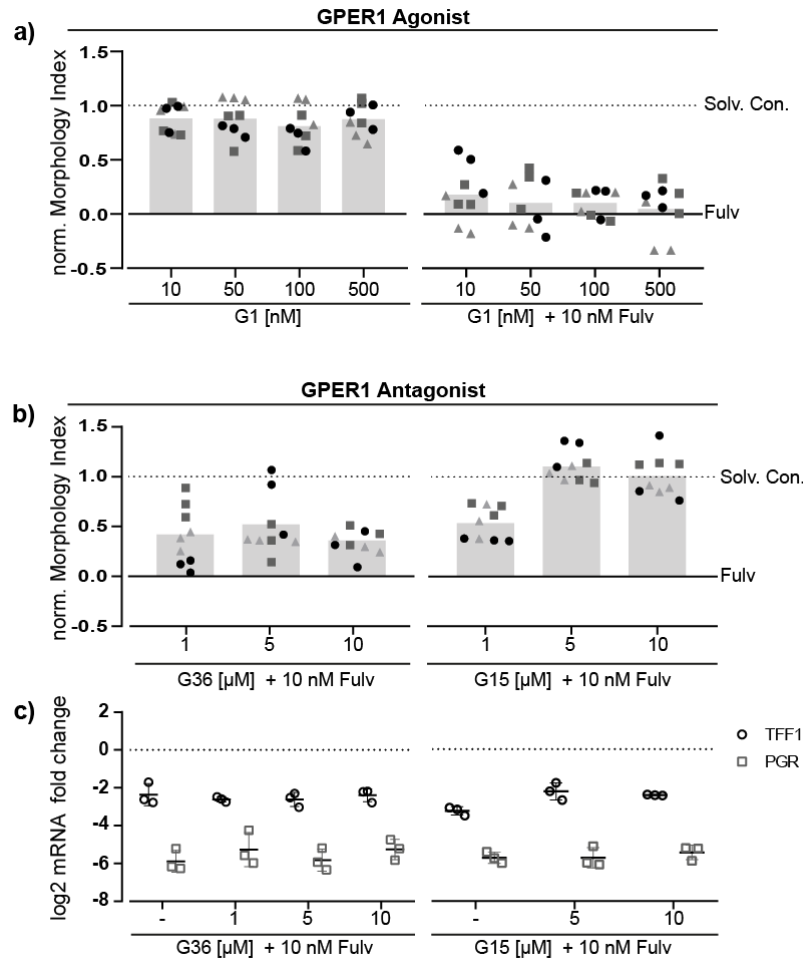 GPER1 Agonist
a)
norm. Morphology Index
1.5
1.0
0.5
0.0
-0.5
Solv. Con.
Fulv
10 50 100 500
G1 [nM]
10 50 100 500
G1 [nM] + 10 nM Fulv
GPER1 Antagonist
b)
norm. Morphology Index
1.5
1.0
0.5
0.0
-0.5
Solv. Con.
Fulv
1 5 10
G36 [µM] + 10 nM Fulv
1 5 10
G15 [µM] + 10 nM Fulv
c)
log2 mRNA fold change
2
0
-2
-4
-6
-8
TFF1
PGR
- 1 5 10
G36 [µM] + 10 nM Fulv
- 5 10
G15 [µM] + 10 nM Fulv